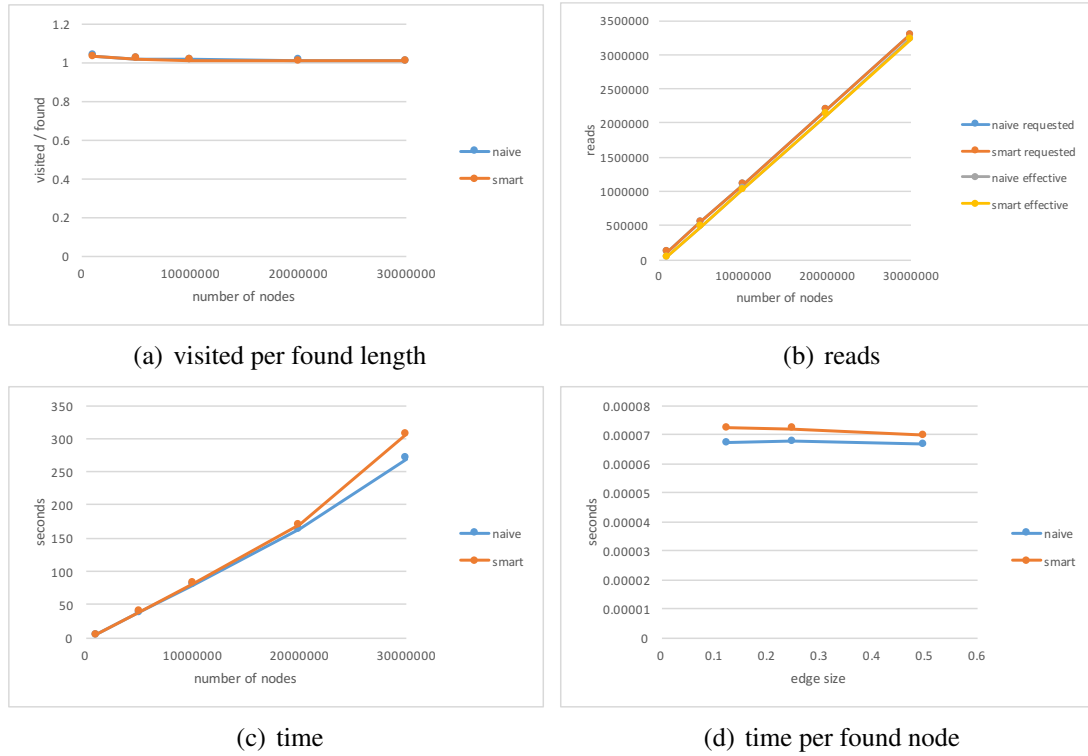 1.2
1
0.8
0.6
0.4
0.2
0
visited / found
0 10000000 20000000 30000000
number of nodes
naive
smart
(a) visited per found length
3500000
3000000
2500000
2000000
1500000
1000000
500000
0
reads
0 10000000 20000000 30000000
number of nodes
naive requested
smart requested
naive effective
smart effective
(b) reads
350
300
250
200
150
100
50
0
seconds
0 10000000 20000000 30000000
number of nodes
naive
smart
(c) time
0.00008
0.00007
0.00006
0.00005
0.00004
0.00003
0.00002
0.00001
0
seconds
0 0.1 0.2 0.3 0.4 0.5 0.6
edge size
naive
smart
(d) time per found node